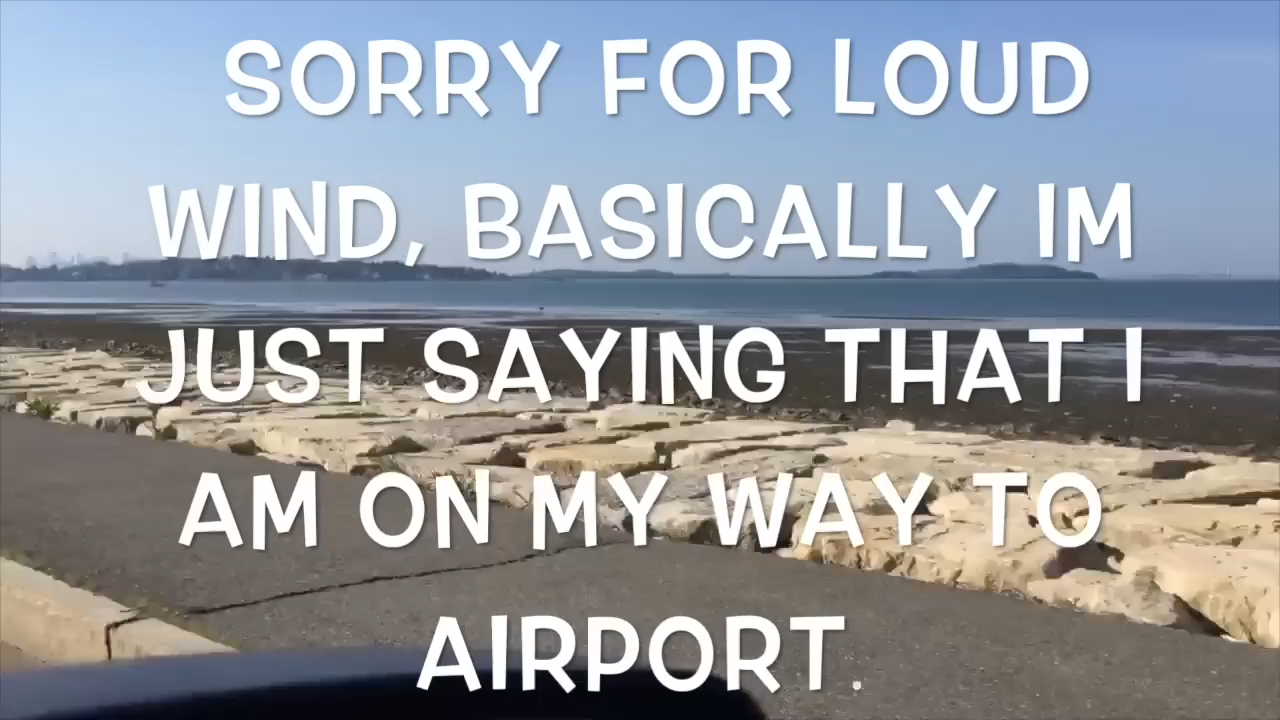 SORRY FOR LOUD
WIND, BASICALLY IM
JUST SAYING THAT I
AM ON MY WAY TO
AIRPORT.